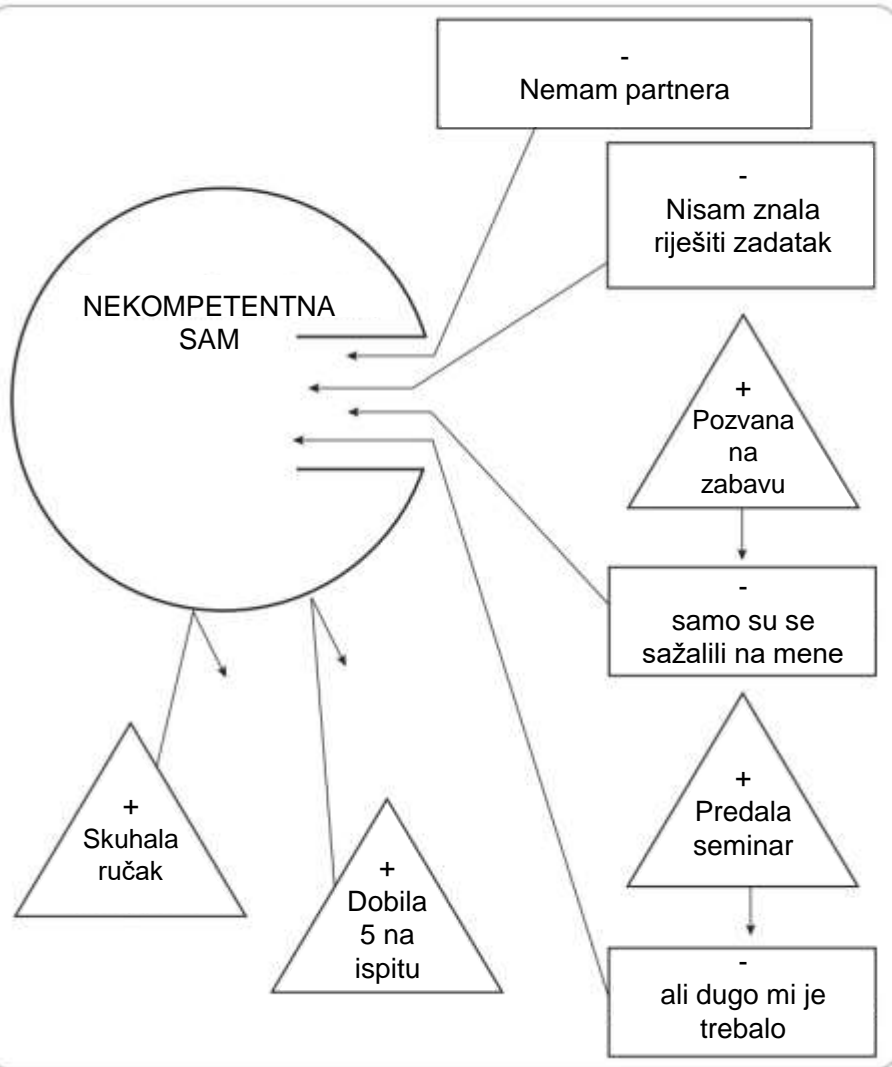 -
Nemam partnera
-
Nisam znala
riješiti zadatak
NEKOMPETENTNA
SAM
+
Pozvana
na
zabavu
-
samo su se
sažalili na mene
+
Predala
seminar
+
Skuhala
ručak
+
Dobila
5 na
ispitu
-
ali dugo mi je
trebalo